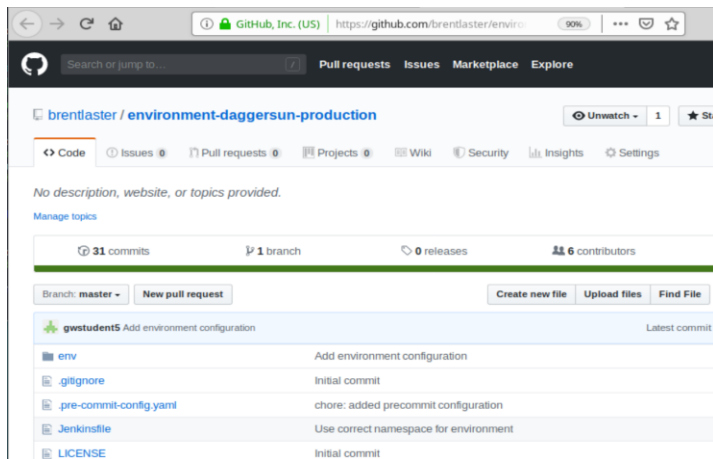 GitHub, Inc. (US) https://github.com/brentlaster/enviro 90%
Search or jump to... / Pull requests Issues Marketplace Explore
brentlaster / environment-daggersun-production Unwatch 1 St
Code Issues 0 Pull requests 0 Projects 0 Wiki Security Insights Settings
No description, website, or topics provided.
Manage topics
31 commits 1 branch 0 releases 6 contributors
Branch: master New pull request Create new file Upload files Find File
gwstudent5 Add environment configuration Latest commit
env Add environment configuration
.gitignore Initial commit
.pre-commit-config.yaml chore: added precommit configuration
Jenkinsfile Use correct namespace for environment
LICENSE Initial commit